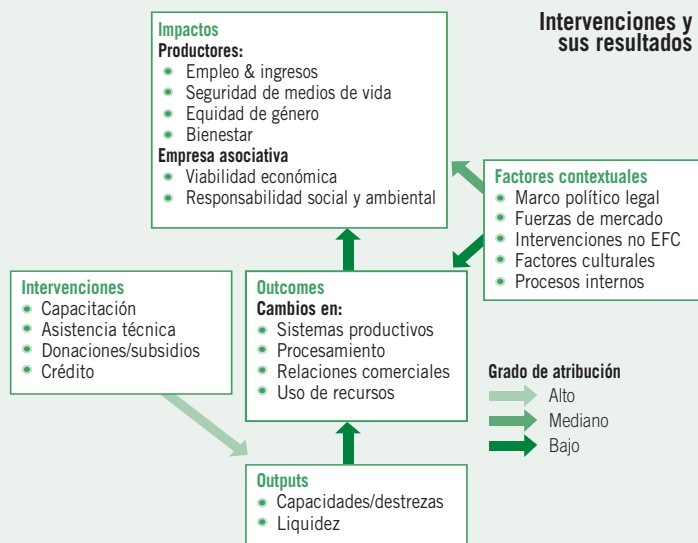 Intervenciones y
sus resultados
Impactos
Productores:
Empleo & ingresos
Seguridad de medios de vida
Equidad de género
Bienestar
Empresa asociativa
Viabilidad económica
Responsabilidad social y ambiental
Factores contextuales
Marco político legal
Fuerzas de mercado
Intervenciones no EFC
Factores culturales
Procesos internos
Intervenciones
Capacitación
Asistencia técnica
Donaciones/subsidios
Crédito
Outcomes
Cambios en:
Sistemas productivos
Procesamiento
Relaciones comerciales
Uso de recursos
Grado de atribución
Alto
Mediano
Bajo
Outputs
Capacidades/destrezas
Liquidez